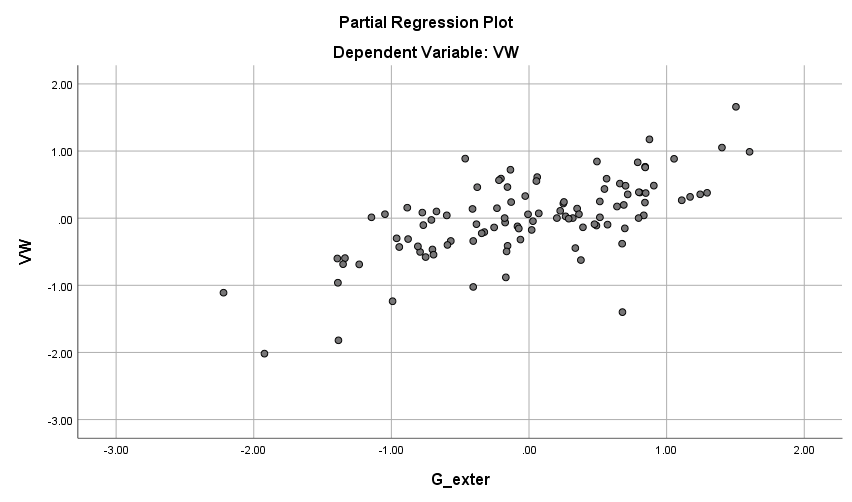 Partial Regression Plot
Dependent Variable: VW
2.00
1.00
.00
-1.00
-2.00
-3.00
VW
-3.00 -2.00 -1.00 .00 1.00 2.00
G_exter